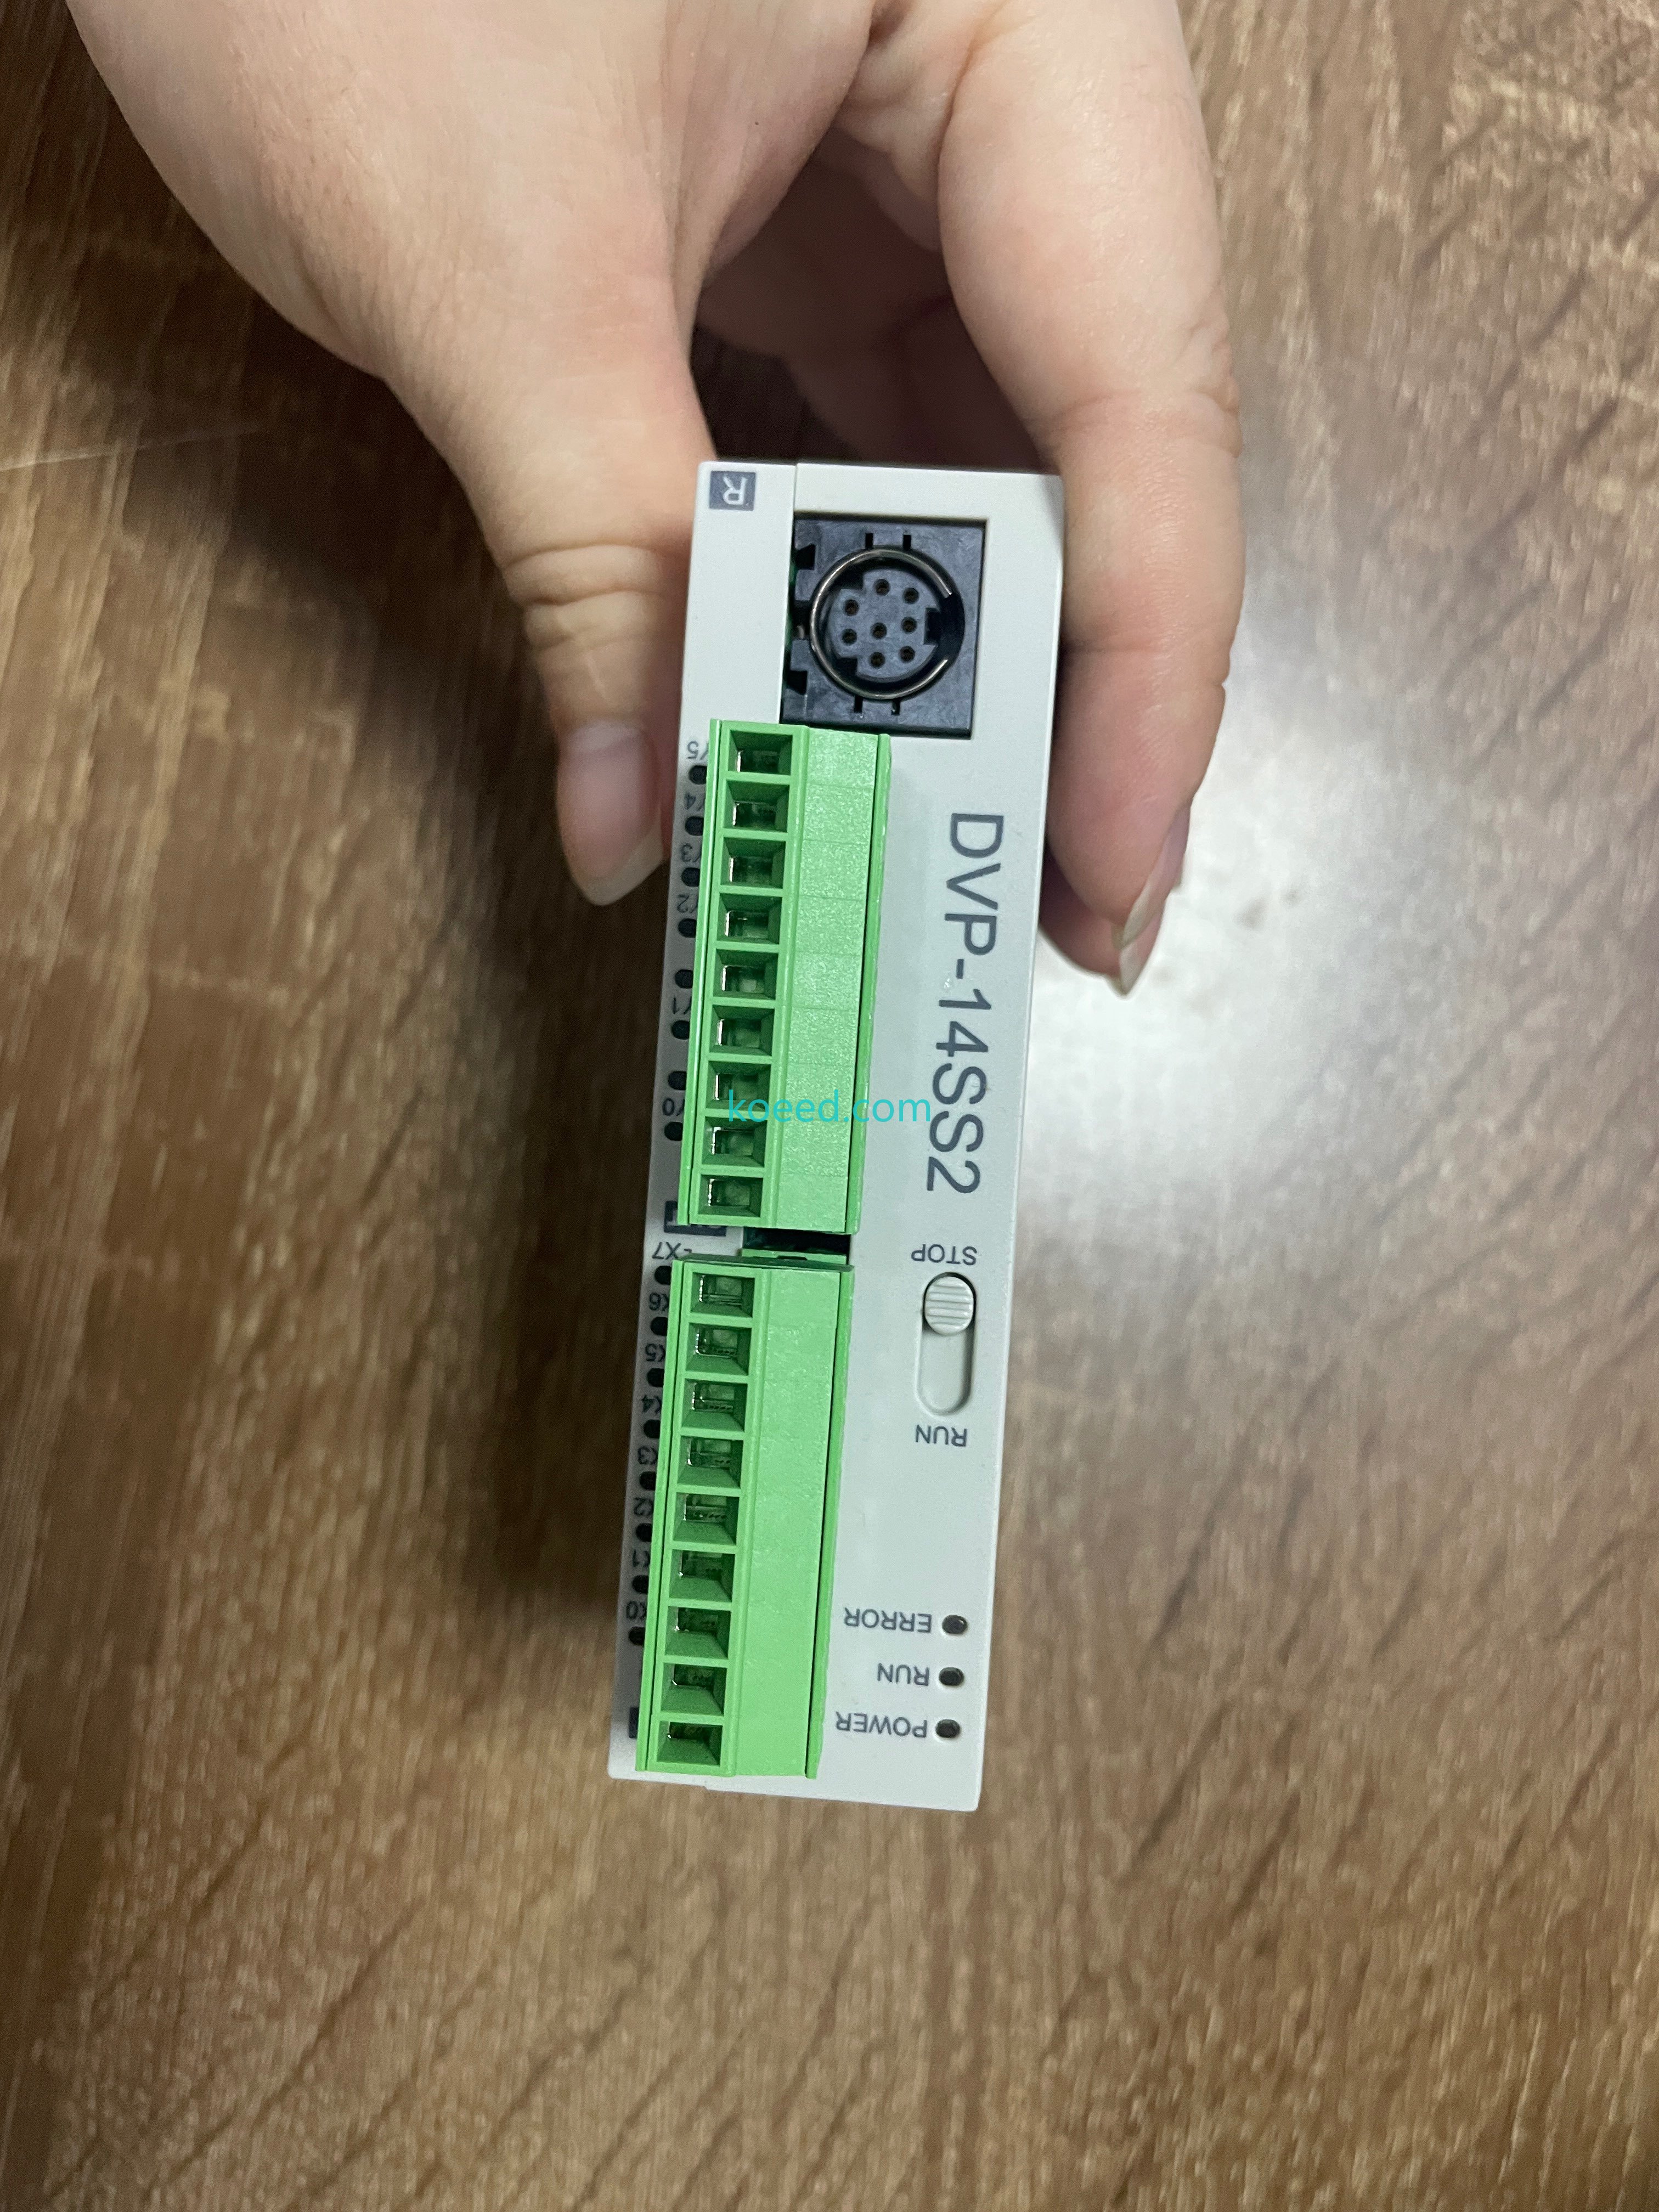 R
DVP-14SS2
STOP
RUN
ERROR
RUN
POWER
Y5
Y4
Y3
Y2
Y1
Y0
X7
X6
X5
X4
X3
X2
X1
X0
koeed.com